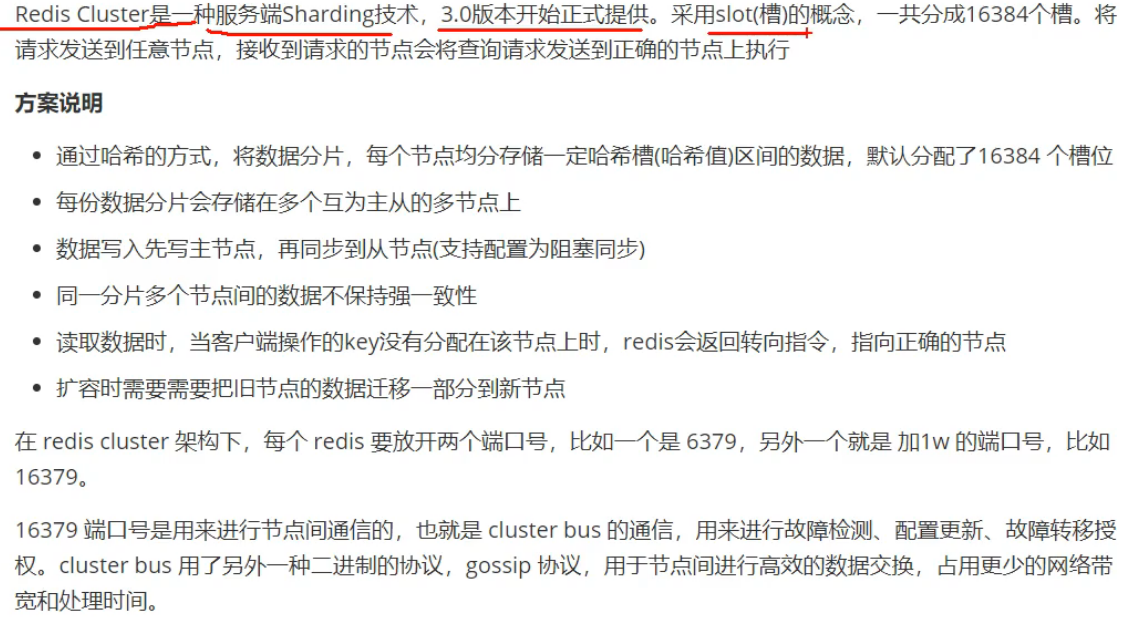 Redis Cluster是一种服务端Sharding技术，3.0版本开始正式提供。采用slot(槽)的概念，一共分成16384个槽。将
请求发送到任意节点，接收到请求的节点会将查询请求发送到正确的节点上执行
方案说明
• 通过哈希的方式，将数据分片，每个节点均分存储一定哈希槽(哈希值)区间的数据，默认分配了16384 个槽位
• 每份数据分片会存储在多个互为主从的多节点上
• 数据写入先写主节点，再同步到从节点(支持配置为阻塞同步)
• 同一分片多个节点间的数据不保持强一致性
• 读取数据时，当客户端操作的key没有分配在该节点上时，redis会返回转向指令，指向正确的节点
• 扩容时需要需要把旧节点的数据迁移一部分到新节点
在 redis cluster 架构下，每个 redis 要放开两个端口号，比如一个是 6379，另外一个就是 加1w 的端口号，比如
16379。
16379 端口号是用来进行节点间通信的，也就是 cluster bus 的通信，用来进行故障检测、配置更新、故障转移授
权。cluster bus 用了另外一种二进制的协议，gossip 协议，用于节点间进行高效的数据交换，占用更少的网络带
宽和处理时间。